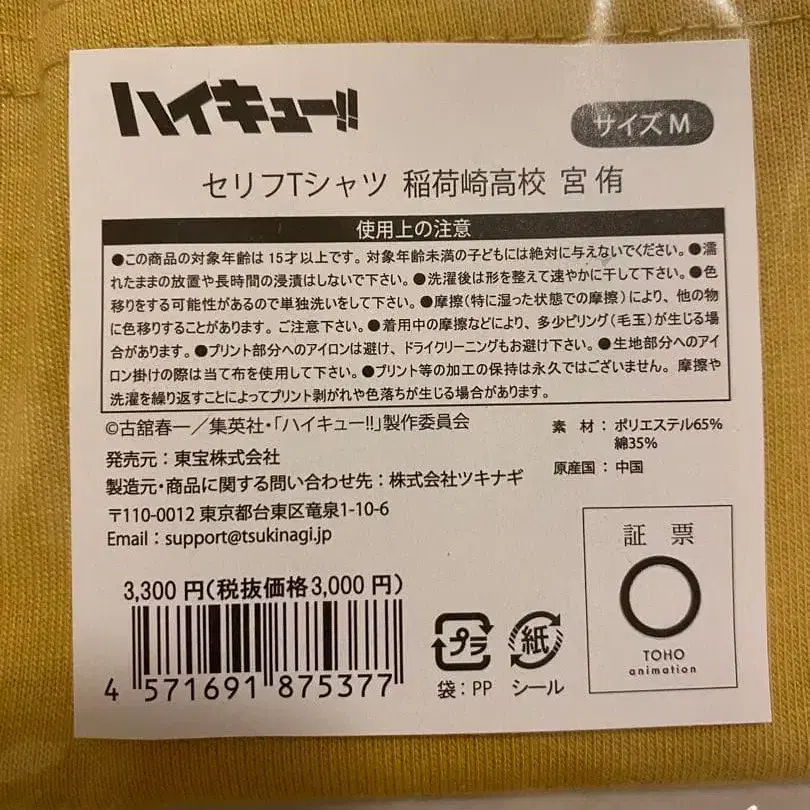 ハイキュー!!
サイズ M
セリフTシャツ 稲荷崎高校 宮 侑
使用上の注意
●この商品の対象年齢は 15才以上です。対象年齢未満の子どもには絶対に与えないでください。●濡
れたままの放置や長時間の浸漬はしないで下さい。●洗濯後は形を整えて速やかに干して下さい。●色
移りをする可能性があるので単独洗いをして下さい。●摩擦(特に湿った状態での摩擦)により、他の物
に色移りすることがあります。ご注意下さい。●着用中の摩擦などにより、多少ピリング(毛玉)が生じる場
合があります。●プリント部分へのアイロンは避け、ドライクリーニングもお避け下さい。●生地部分へのアイ
ロン掛けの際は当て布を使用して下さい。●プリント等の加工の保持は永久ではございません。摩擦や
洗濯を繰り返すことによってプリント剥がれや色落ちが生じる場合があります。
©古舘春一／集英社・「ハイキュー!!」製作委員会
素 材：ポリエステル65%
綿35%
発売元：東宝株式会社
原産国：中国
製造元・商品に関する問い合わせ先：株式会社ツキナギ
〒110-0012 東京都台東区竜泉1-10-6
Email：support@tsukinagi.jp
証 票
TOHO
animation
3,300 円(税抜価格3,000 円)
4 571691 875377
プラ
紙
袋：PP
シール